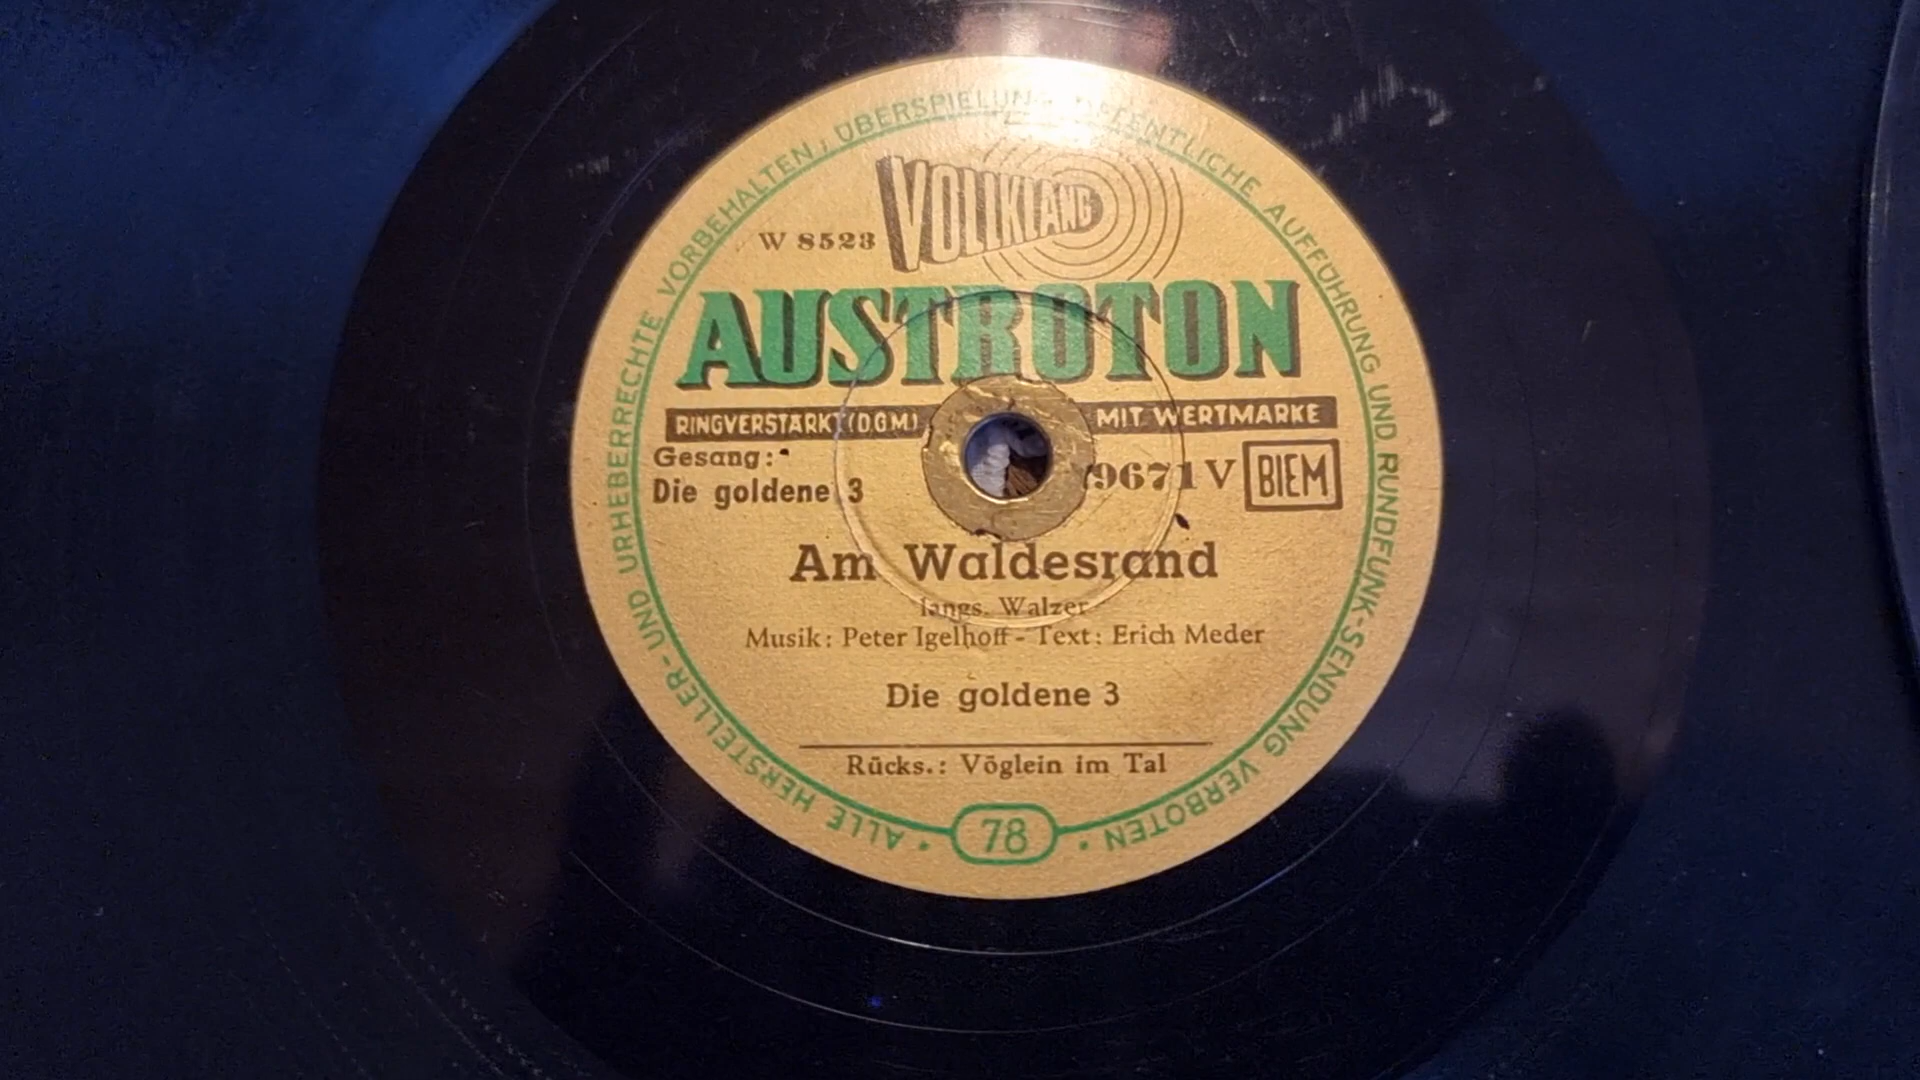 ALLE HERSTELLER-UND URHEBERRECHTE VORBEHALTEN, ÜBERSPIELUNG, ÖFFENTLICHE AUFFÜHRUNG UND RUNDFUNK-SENDUNG VERBOTEN
W 8523
VOLLKLANG
AUSTROTON
RINGVERSTÄRKT (D.G.M) MIT WERTMARKE
Gesang:
Die goldene 3
9671 V BIEM
Am Waldesrand
langs. Walzer
Musik: Peter Igelhoff - Text: Erich Meder
Die goldene 3
Rücks.: Vöglein im Tal
78